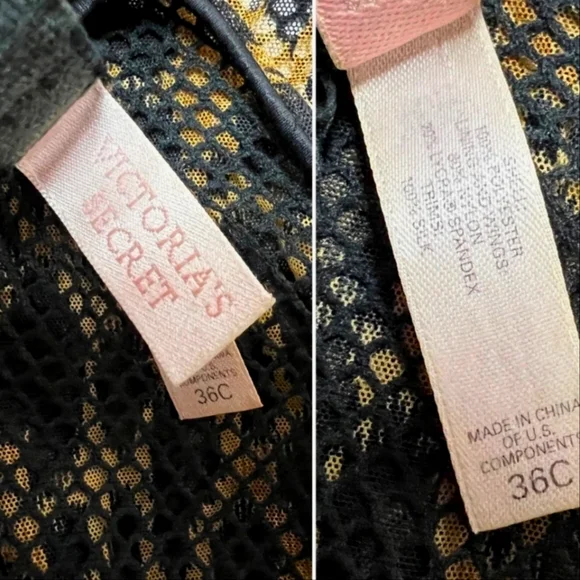 VICTORIA'S
SECRET
U.S.
COMPONENTS
36C
SHELL:
100% POLYESTER
LINING AND WINGS:
80% NYLON
20% LYCRA® SPANDEX
TRIMS:
100% SILK
MADE IN CHINA
OF U.S.
COMPONENTS
36C